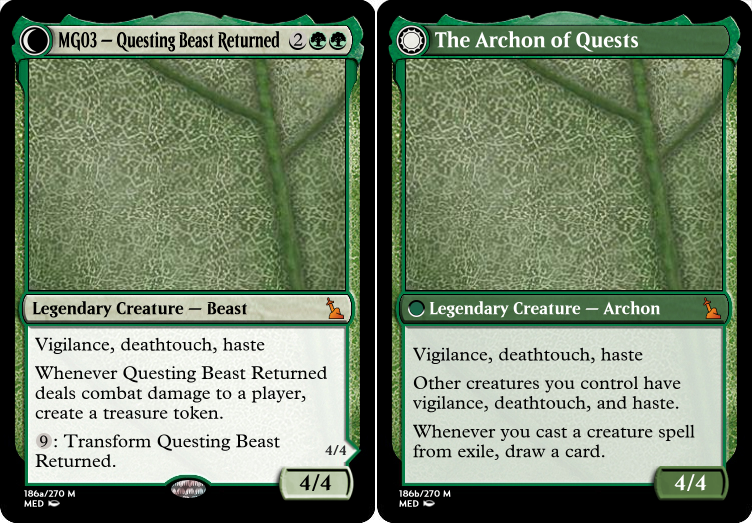 MG03 — Questing Beast Returned 2
Legendary Creature — Beast
Vigilance, deathtouch, haste
Whenever Questing Beast Returned
deals combat damage to a player,
create a treasure token.
9: Transform Questing Beast
Returned.
4/4
4/4
186a/270 M
MED
The Archon of Quests
Legendary Creature — Archon
Vigilance, deathtouch, haste
Other creatures you control have
vigilance, deathtouch, and haste.
Whenever you cast a creature spell
from exile, draw a card.
4/4
186b/270 M
MED